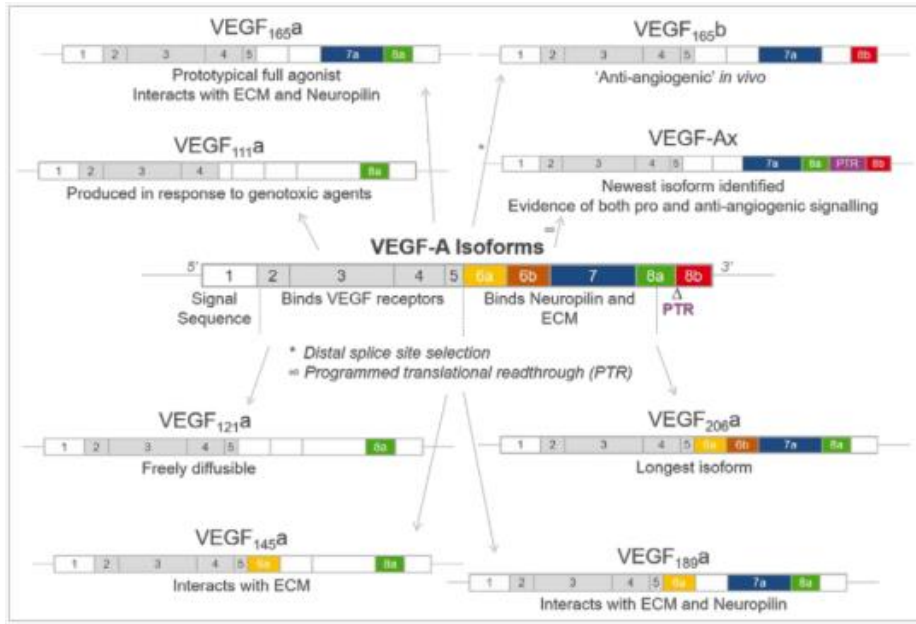 VEGF₁₆₅a
1 2 3 4 5 7a 8a
Prototypical full agonist
Interacts with ECM and Neuropilin
VEGF₁₆₅b
1 2 3 4 5 7a 8b
'Anti-angiogenic' in vivo
*
VEGF₁₁₁a
1 2 3 4 8a
Produced in response to genotoxic agents
VEGF-Ax
1 2 3 4 5 7a 8a PTR 8b
Newest isoform identified
Evidence of both pro and anti-angiogenic signalling
∞
VEGF-A Isoforms
5' 3'
1 2 3 4 5 6a 6b 7 8a 8b
Signal
Sequence
Binds VEGF receptors
Binds Neuropilin and
ECM
Δ
PTR
* Distal splice site selection
∞ Programmed translational readthrough (PTR)
VEGF₁₂₁a
1 2 3 4 5 8a
Freely diffusible
VEGF₂₀₆a
1 2 3 4 5 6a 6b 7a 8a
Longest isoform
VEGF₁₄₅a
1 2 3 4 5 6a 8a
Interacts with ECM
VEGF₁₈₉a
1 2 3 4 5 6a 7a 8a
Interacts with ECM and Neuropilin